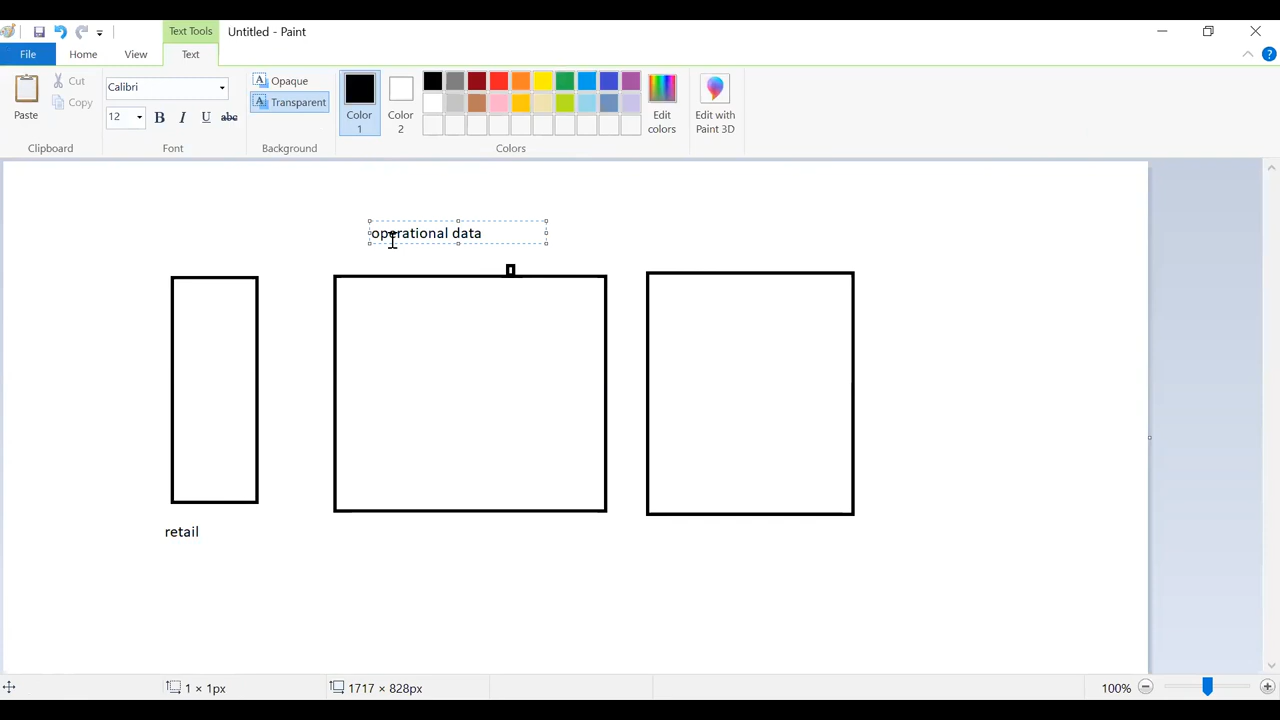 Text Tools
Untitled - Paint
File
Home
View
Text
Paste
Cut
Copy
Clipboard
Calibri
12
B I U abc
Font
Opaque
Transparent
Background
Color
1
Color
2
Edit
colors
Edit with
Paint 3D
Colors
operational data
retail
1 × 1px
1717 × 828px
100%